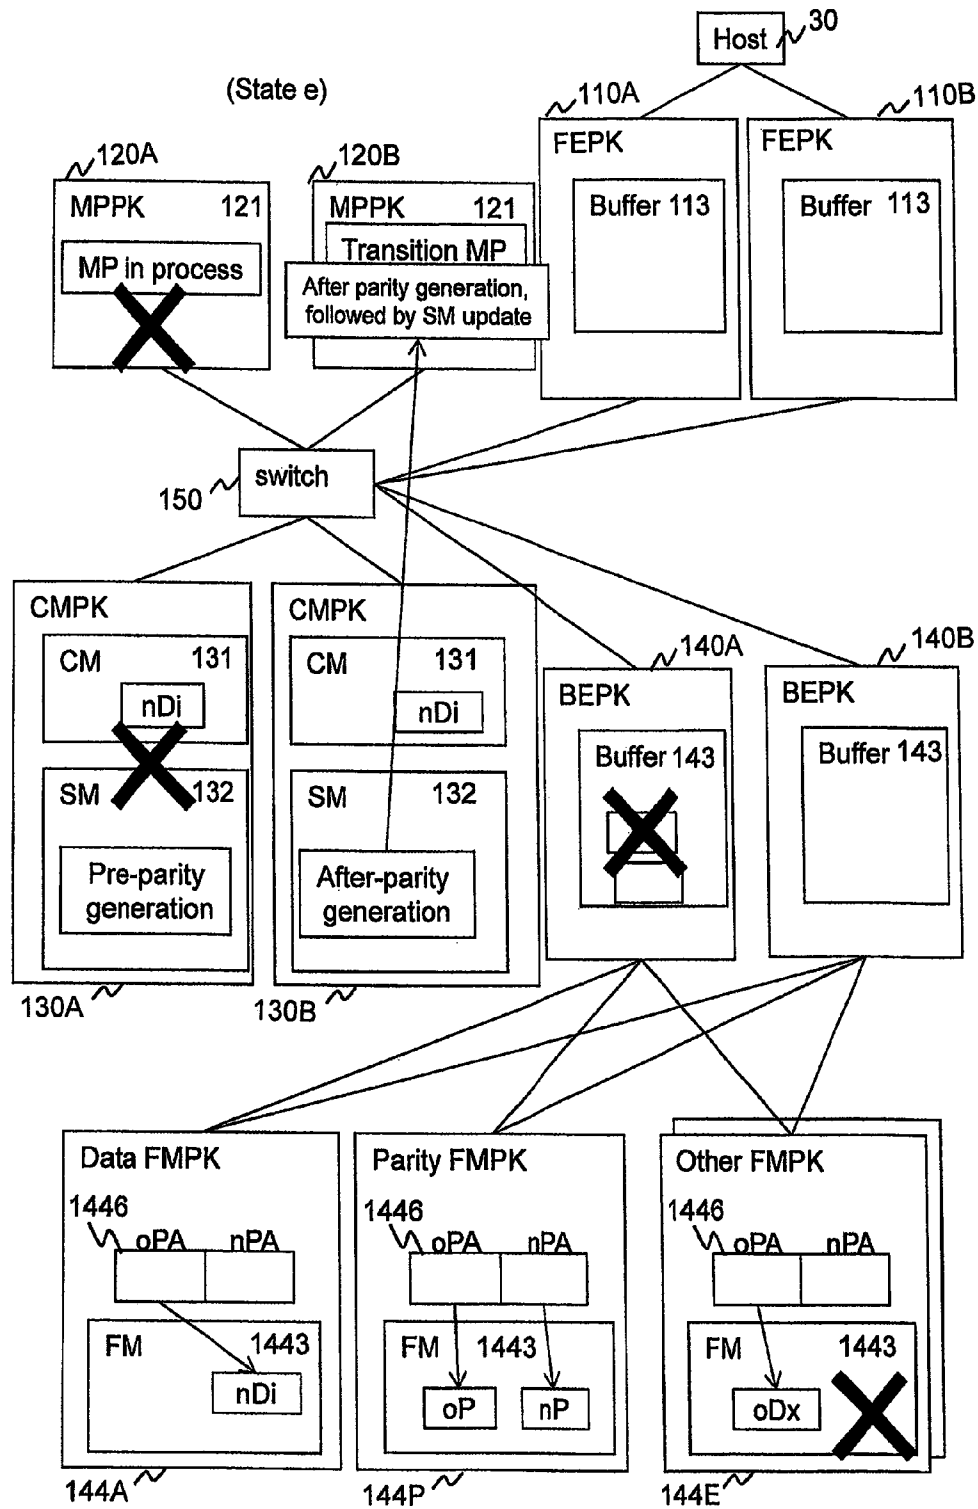 Host
30
(State e)
110A
110B
120A
120B
FEPK
FEPK
MPPK 121
MPPK 121
Buffer 113
Buffer 113
MP in process
Transition MP
After parity generation,
followed by SM update
switch
150
CMPK
CMPK
CM 131
CM 131
140A
140B
nDi
nDi
BEPK
BEPK
Buffer 143
Buffer 143
SM 132
SM 132
Pre-parity
generation
After-parity
generation
130A
130B
Data FMPK
Parity FMPK
Other FMPK
1446
1446
1446
oPA nPA
oPA nPA
oPA nPA
FM 1443
FM 1443
FM 1443
nDi
oP
nP
oDx
144A
144P
144E